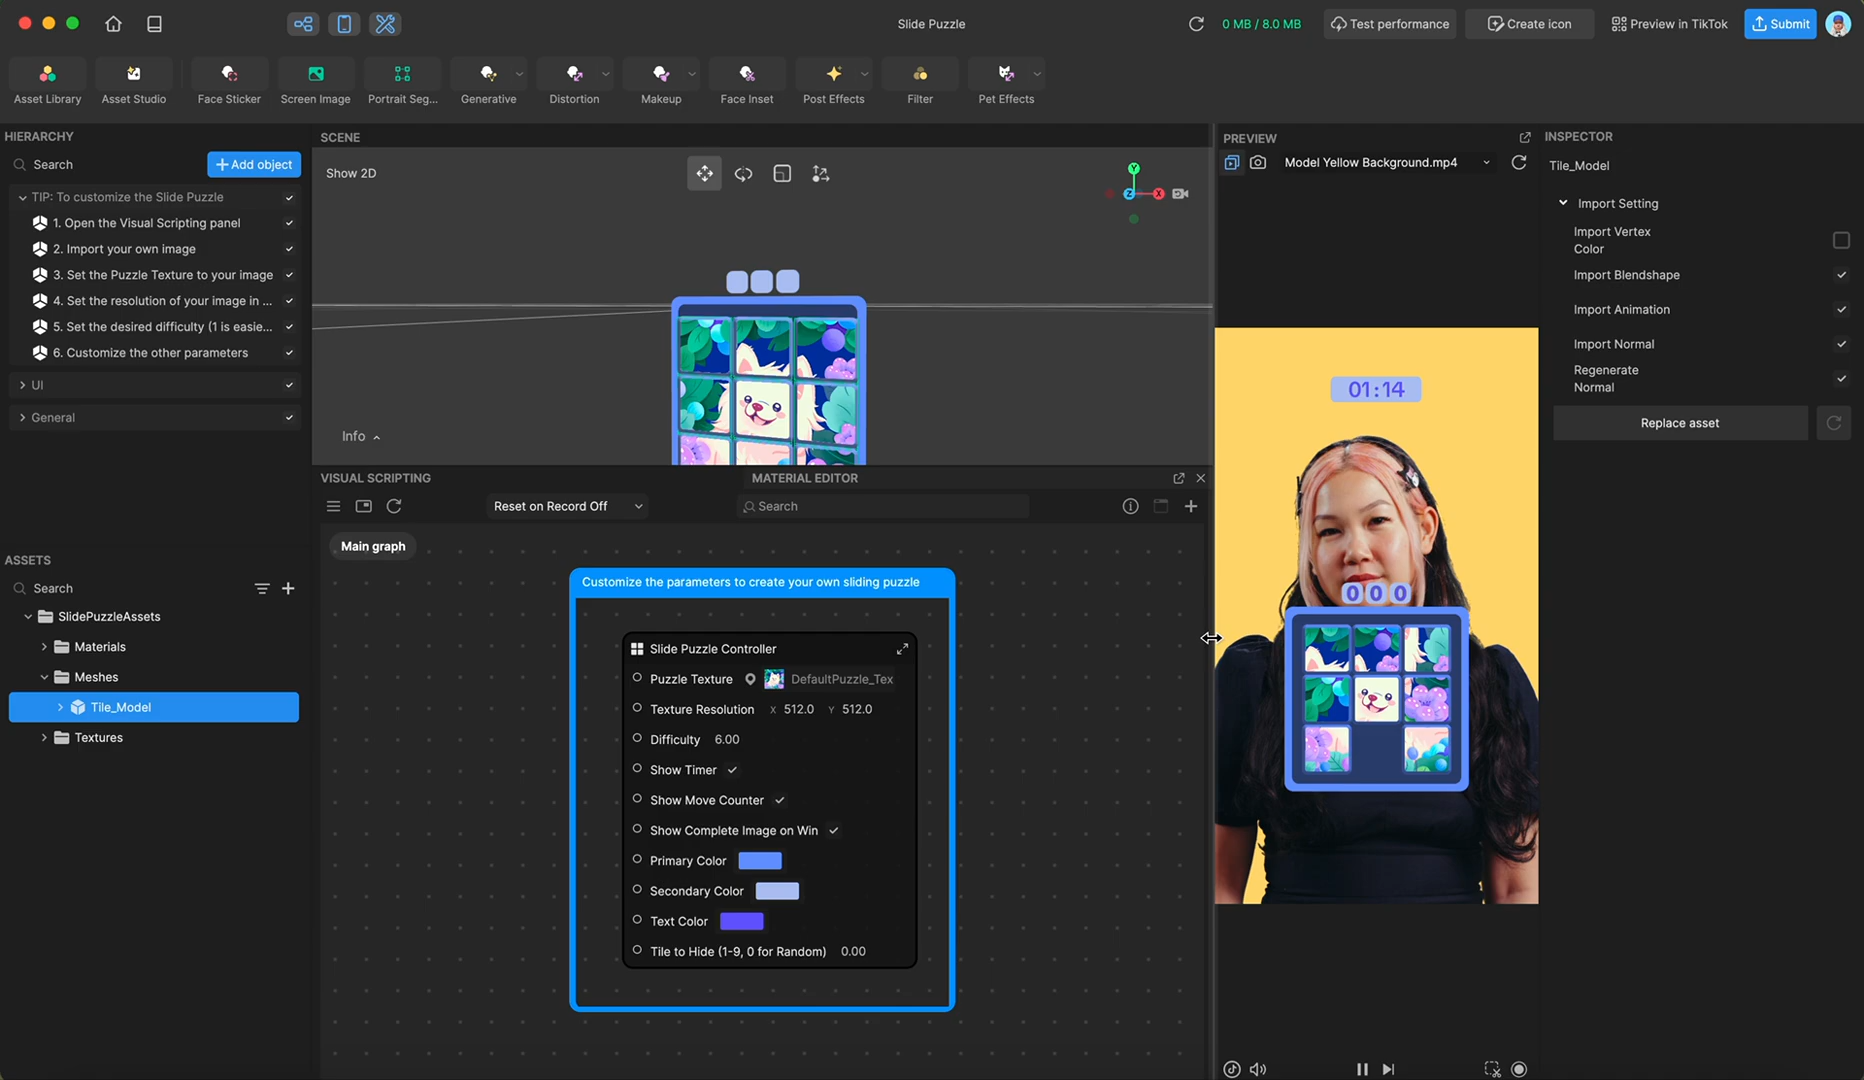 Slide Puzzle
0 MB / 8.0 MB
Test performance
Create icon
Preview in TikTok
Submit
Asset Library
Asset Studio
Face Sticker
Screen Image
Portrait Seg...
Generative
Distortion
Makeup
Face Inset
Post Effects
Filter
Pet Effects
HIERARCHY
Search
Add object
TIP: To customize the Slide Puzzle
1. Open the Visual Scripting panel
2. Import your own image
3. Set the Puzzle Texture to your image
4. Set the resolution of your image in ...
5. Set the desired difficulty (1 is easie...
6. Customize the other parameters
UI
General
ASSETS
Search
SlidePuzzleAssets
Materials
Meshes
Tile_Model
Textures
SCENE
Show 2D
Y
Z
X
Info
VISUAL SCRIPTING
MATERIAL EDITOR
Reset on Record Off
Search
Main graph
Customize the parameters to create your own sliding puzzle
Slide Puzzle Controller
Puzzle Texture DefaultPuzzle_Tex
Texture Resolution X 512.0 Y 512.0
Difficulty 6.00
Show Timer
Show Move Counter
Show Complete Image on Win
Primary Color
Secondary Color
Text Color
Tile to Hide (1-9, 0 for Random) 0.00
PREVIEW
Model Yellow Background.mp4
01:14
000
INSPECTOR
Tile_Model
Import Setting
Import Vertex
Color
Import Blendshape
Import Animation
Import Normal
Regenerate
Normal
Replace asset